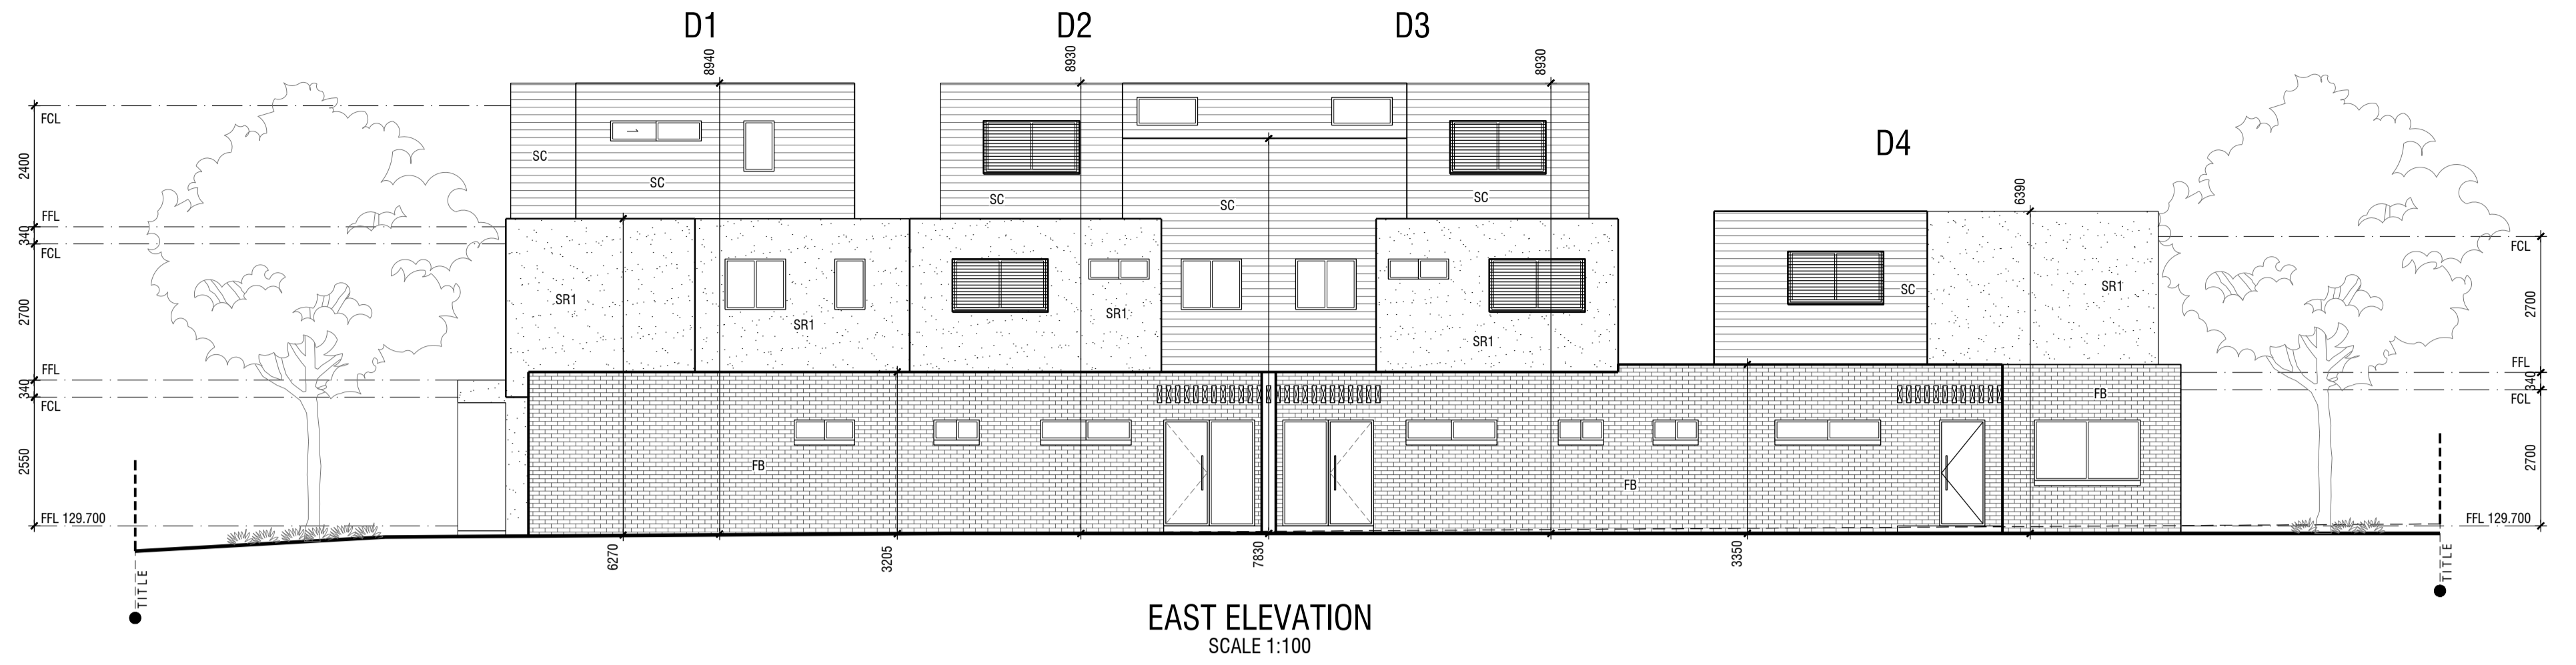 D1
D2
D3
D4
8940
8930
8930
6390
FCL
2400
FFL
340
FCL
2700
FFL
340
FCL
2550
FFL 129.700
SC
SC
SC
SC
SC
SC
SR1
SR1
SR1
SR1
SR1
FB
FB
FB
FCL
2700
FFL
340
FCL
2700
FFL 129.700
6270
3205
7830
3350
TITLE
TITLE
EAST ELEVATION
SCALE 1:100